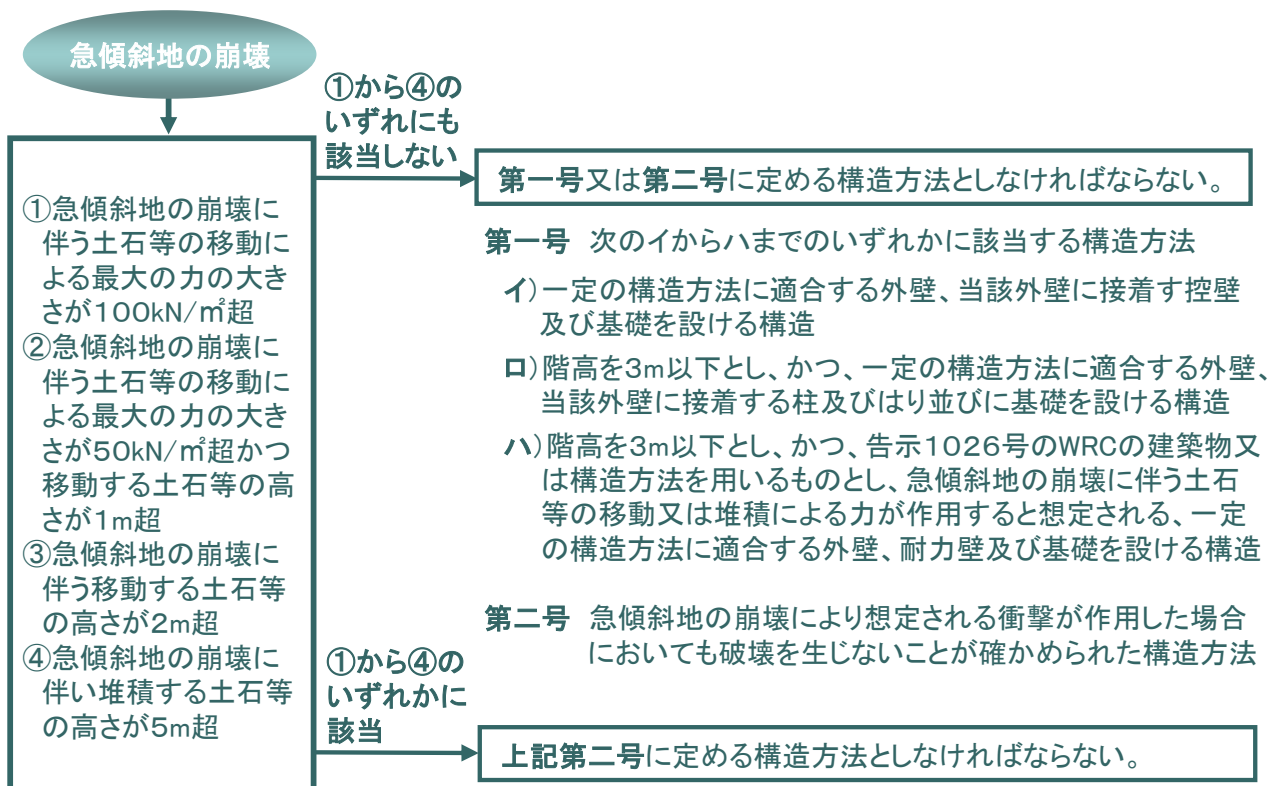 急傾斜地の崩壊
①から④の
いずれにも
該当しない
①急傾斜地の崩壊に
伴う土石等の移動に
よる最大の力の大き
さが100kN/㎡超
②急傾斜地の崩壊に
伴う土石等の移動に
よる最大の力の大き
さが50kN/㎡超かつ
移動する土石等の高
さが1m超
③急傾斜地の崩壊に
伴う移動する土石等
の高さが2m超
④急傾斜地の崩壊に
伴い堆積する土石等
の高さが5m超
第一号又は第二号に定める構造方法としなければならない。
第一号 次のイからハまでのいずれかに該当する構造方法
イ)一定の構造方法に適合する外壁、当該外壁に接着す控壁
及び基礎を設ける構造
ロ)階高を3m以下とし、かつ、一定の構造方法に適合する外壁、
当該外壁に接着する柱及びはり並びに基礎を設ける構造
ハ)階高を3m以下とし、かつ、告示1026号のWRCの建築物又
は構造方法を用いるものとし、急傾斜地の崩壊に伴う土石
等の移動又は堆積による力が作用すると想定される、一定
の構造方法に適合する外壁、耐力壁及び基礎を設ける構造
第二号 急傾斜地の崩壊により想定される衝撃が作用した場合
においても破壊を生じないことが確かめられた構造方法
①から④の
いずれかに
該当
上記第二号に定める構造方法としなければならない。